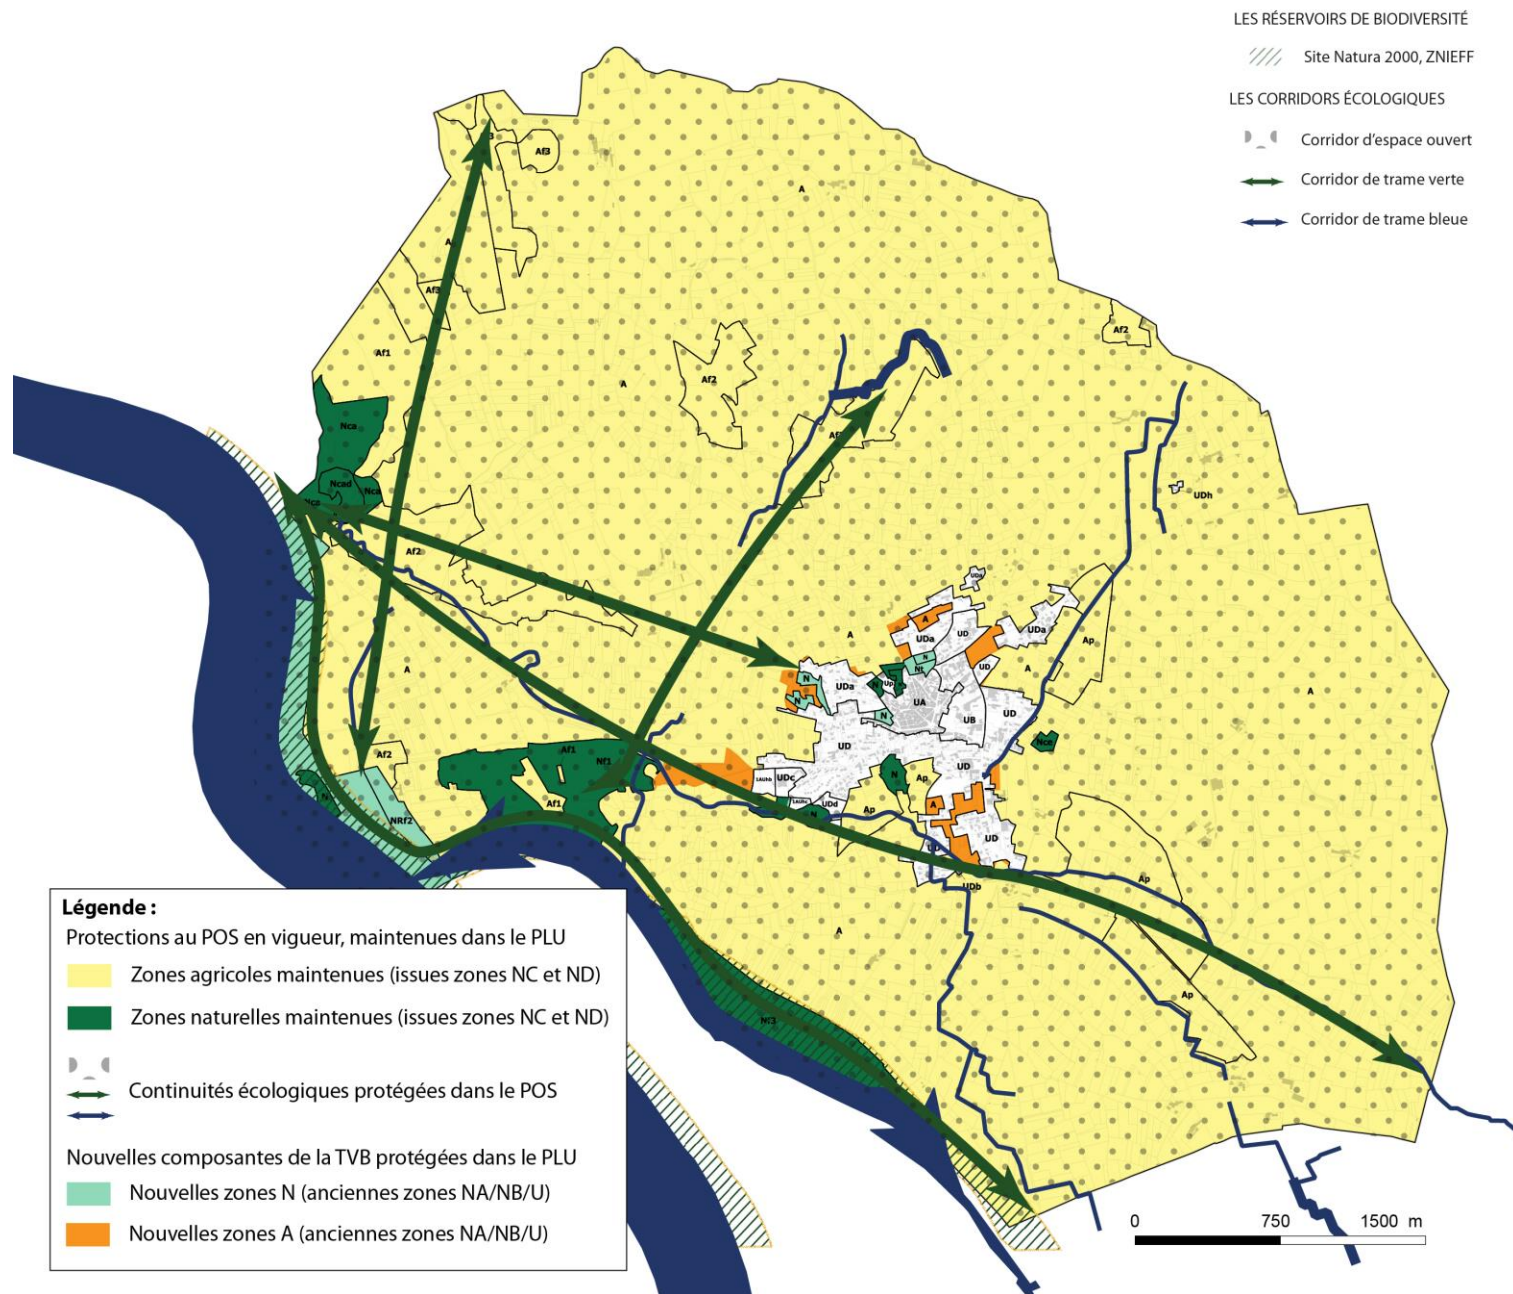 LES RÉSERVOIRS DE BIODIVERSITÉ
Site Natura 2000, ZNIEFF
LES CORRIDORS ÉCOLOGIQUES
Corridor d'espace ouvert
Corridor de trame verte
Corridor de trame bleue
Af3
A
A
Af3
Af2
Af1
Af2
A
Nca
Ncad
Nca
Nca
UDh
Af2
UDa
A
UD
UDa
UDa
A
Ap
N
Nt
A
UD
A
A
N
UDa
N
Up
N
UA
N
UB
UD
UD
Nce
Af2
Af1
Nf1
UD
UDc
N
Ap
A
Af1
UDd
N
Ap
NRf2
UD
UD
UDb
Ap
A
Ap
Nf3
Légende :
Protections au POS en vigueur, maintenues dans le PLU
Zones agricoles maintenues (issues zones NC et ND)
Zones naturelles maintenues (issues zones NC et ND)
Continuités écologiques protégées dans le POS
Nouvelles composantes de la TVB protégées dans le PLU
Nouvelles zones N (anciennes zones NA/NB/U)
Nouvelles zones A (anciennes zones NA/NB/U)
0 750 1500 m